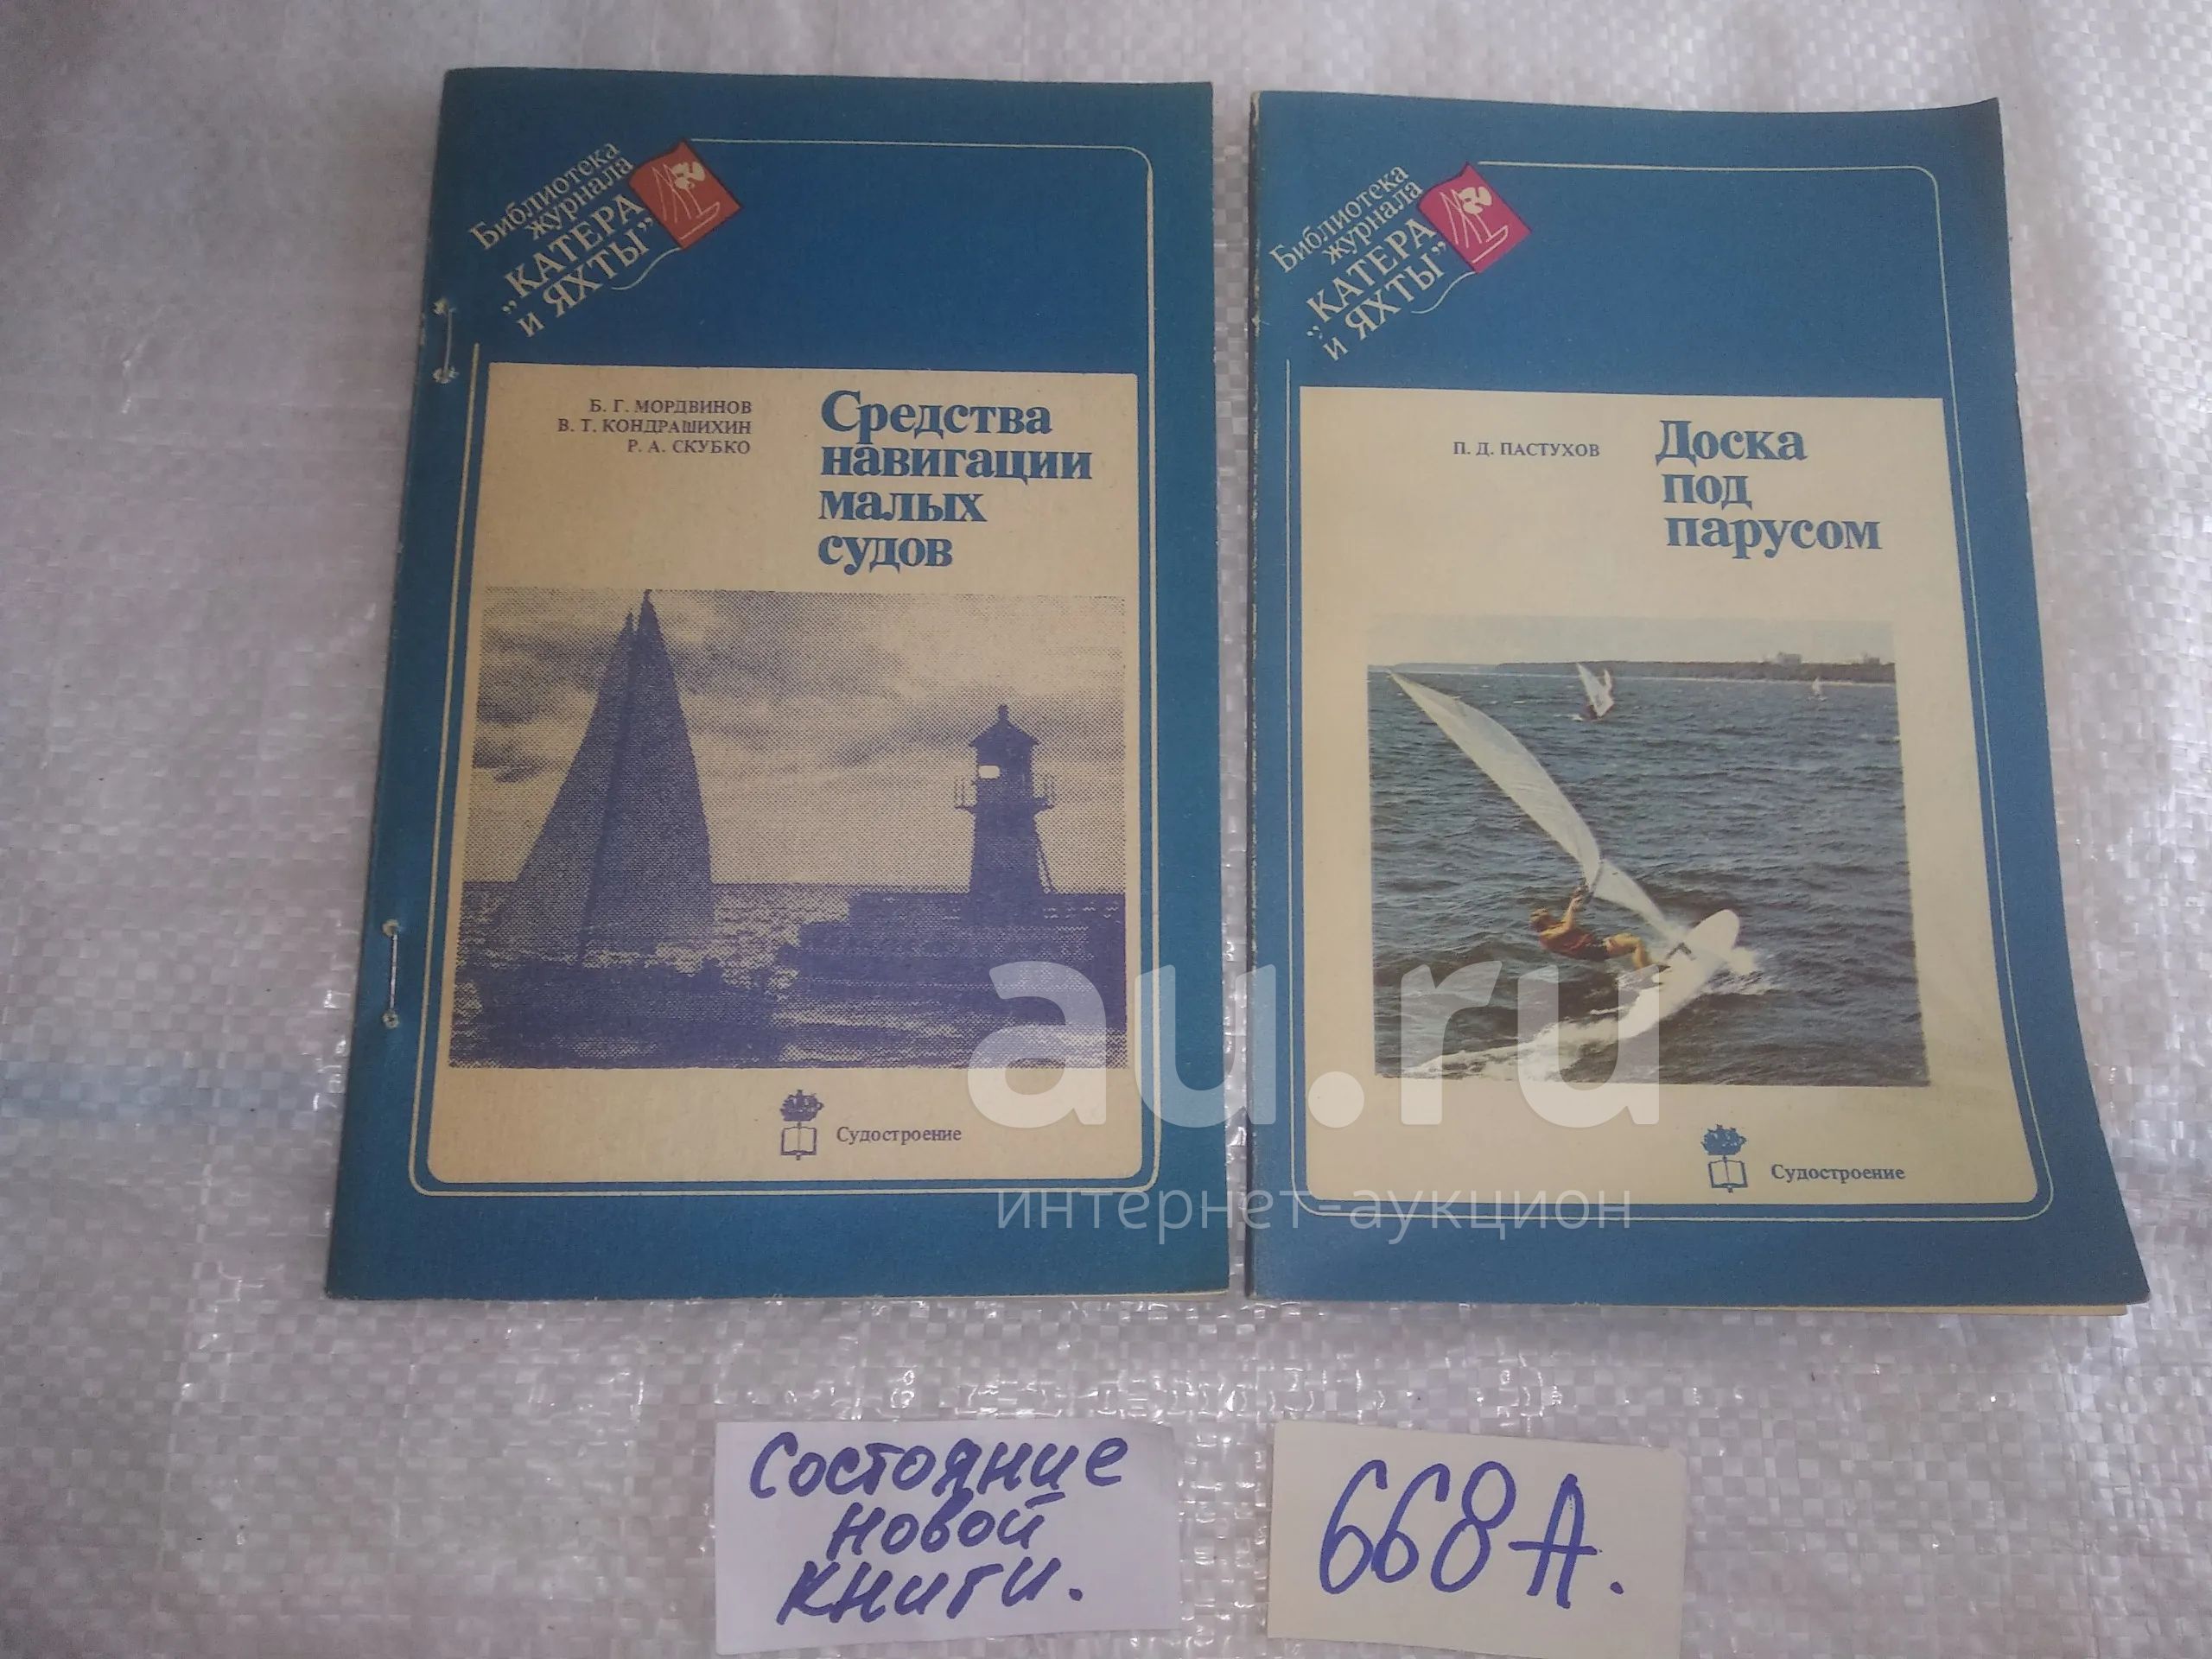 Библиотека
журнала
„КАТЕРА
и ЯХТЫ”
Б. Г. МОРДВИНОВ
В. Т. КОНДРАШИХИН
Р. А. СКУБКО
Средства
навигации
малых
судов
Судостроение
Библиотека
журнала
„КАТЕРА
и ЯХТЫ”
П. Д. ПАСТУХОВ
Доска
под
парусом
Судостроение
au.ru
интернет-аукцион
Состояние
новой
книги.
668А.